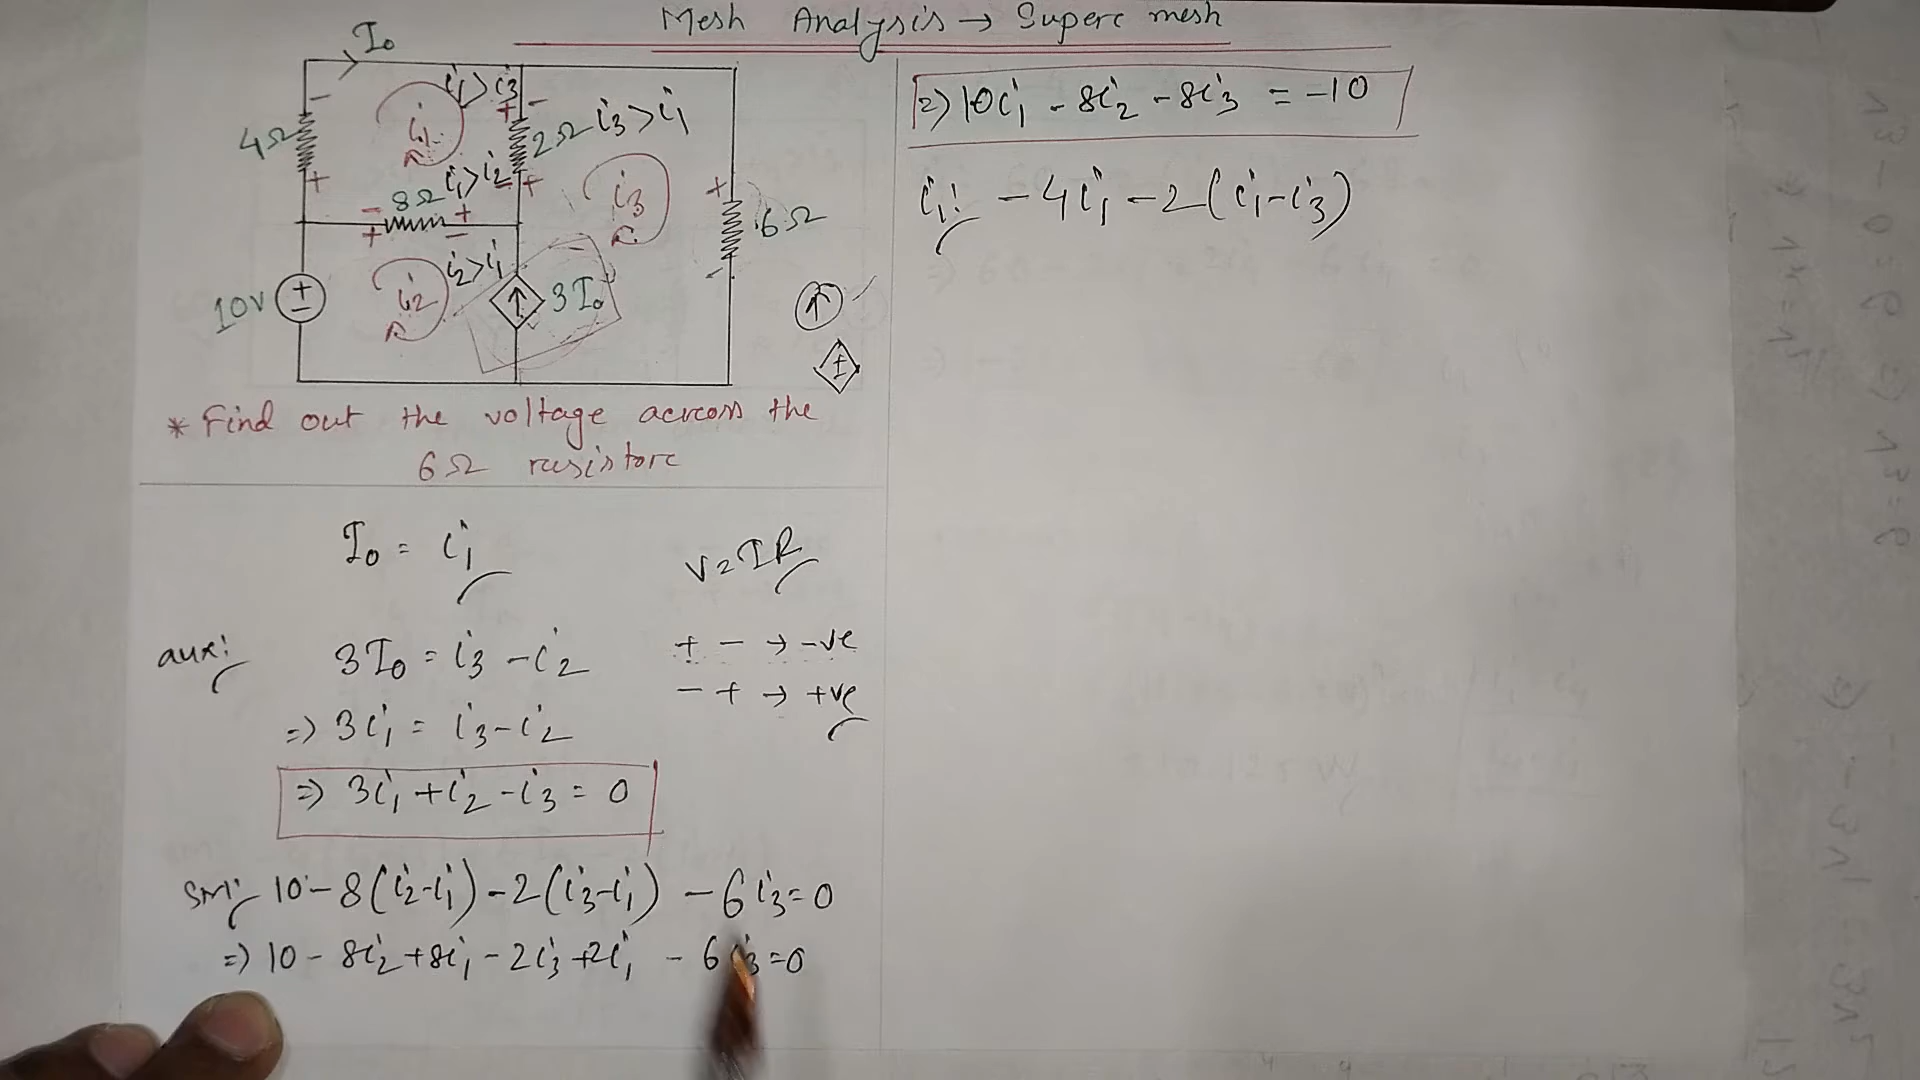 Mesh Analysis → Superc mesh
I₀
i₁>i₃
4Ω
i₁
2Ω
i₃>i₁
i₁>i₂
8Ω
i₃
6Ω
i₂>i₁
10V
i₂
3I₀
* Find out the voltage across the
6Ω resistorc
I₀ = i₁
V=IR
aux:
3I₀ = i₃ - i₂
+ - → -ve
- + → +ve
=> 3i₁ = i₃-i₂
=> 3i₁ + i₂ - i₃ = 0
SM: 10 - 8(i₂-i₁) - 2(i₃-i₁) - 6i₃=0
=> 10 - 8i₂ + 8i₁ - 2i₃ + 2i₁ - 6i₃=0
=> 10i₁ - 8i₂ - 8i₃ = -10
i₁: -4i₁ - 2(i₁-i₃)